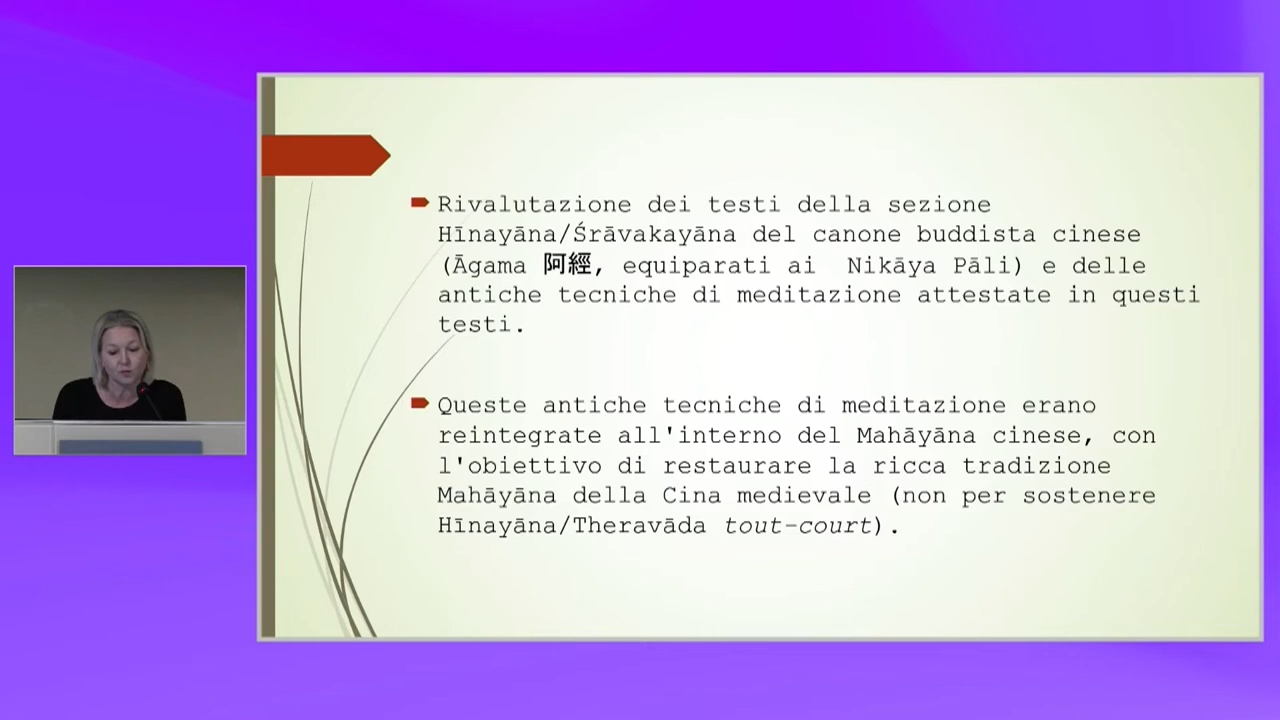 Rivalutazione dei testi della sezione
Hīnayāna/Śrāvakayāna del canone buddista cinese
(Āgama 阿經, equiparati ai Nikāya Pāli) e delle
antiche tecniche di meditazione attestate in questi
testi.
Queste antiche tecniche di meditazione erano
reintegrate all'interno del Mahāyāna cinese, con
l'obiettivo di restaurare la ricca tradizione
Mahāyāna della Cina medievale (non per sostenere
Hīnayāna/Theravāda tout-court).